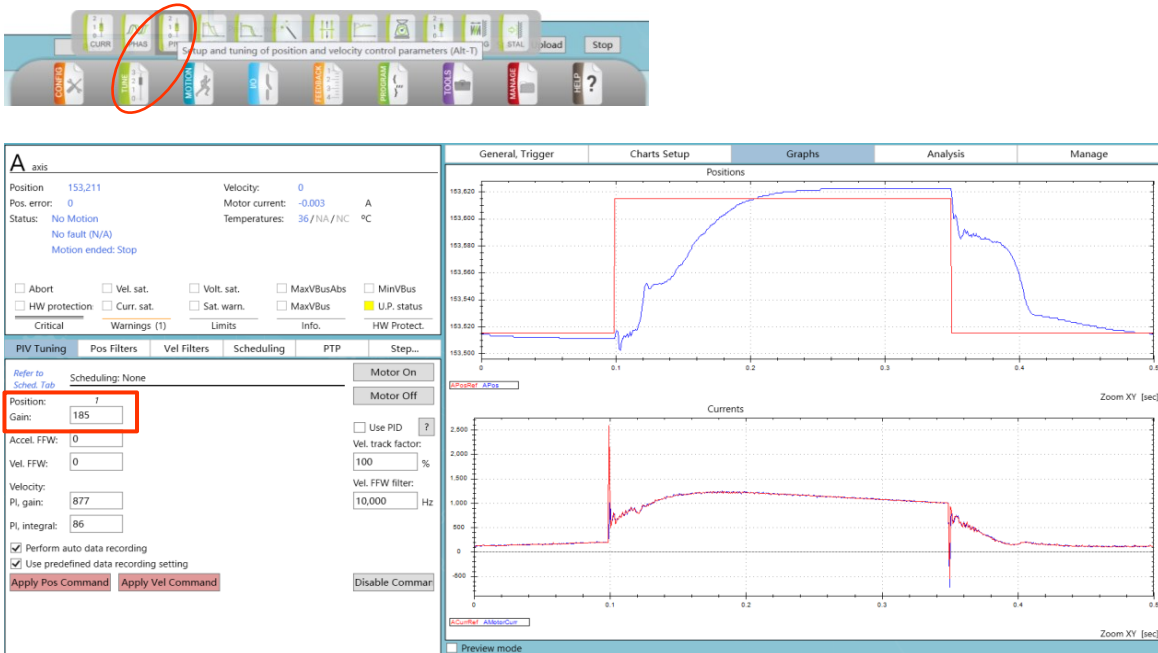 CURR PHAS PIV STAL
Setup and tuning of position and velocity control parameters (Alt-T)
Stop
CONFIG TUNE MOTION I/O FEEDBACK PROGRAM TOOLS MANAGE HELP
A axis
Position 153,211 Velocity: 0
Pos. error: 0 Motor current: -0.003 A
Status: No Motion Temperatures: 36/NA/NC ºC
No fault (N/A)
Motion ended: Stop
Abort Vel. sat. Volt. sat. MaxVBusAbs MinVBus
HW protection: Curr. sat. Sat. warn. MaxVBus U.P. status
Critical Warnings (1) Limits Info. HW Protect.
PIV Tuning Pos Filters Vel Filters Scheduling PTP Step...
Refer to
Sched. Tab Scheduling: None Motor On
Motor Off
Position: 1
Gain: 185
Use PID ?
Accel. FFW: 0
Vel. track factor:
Vel. FFW: 0 100 %
Velocity: Vel. FFW filter:
PI, gain: 877 10,000 Hz
PI, integral: 86
Perform auto data recording
Use predefined data recording setting
Apply Pos Command Apply Vel Command Disable Commar
General, Trigger Charts Setup Graphs Analysis Manage
Positions
153,620
153,600
153,580
153,560
153,540
153,520
153,500
0 0.1 0.2 0.3 0.4 0.5
APosRef APos
Zoom XY [sec]
Currents
2,500
2,000
1,500
1,000
500
0
-500
0 0.1 0.2 0.3 0.4 0.5
ACurrRef AMotorCurr
Zoom XY [sec]
Preview mode